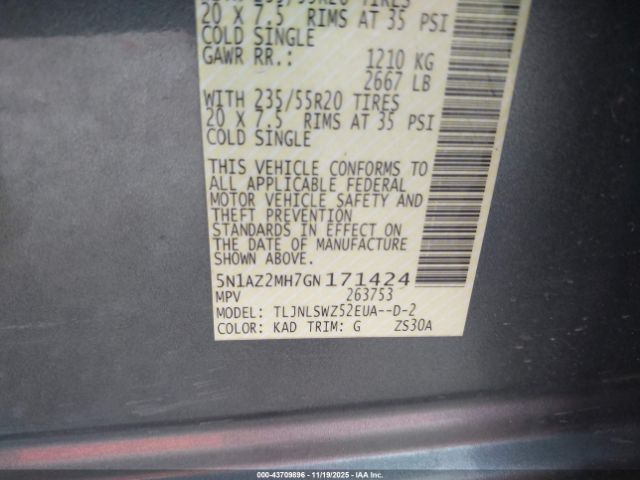 20 X 7.5 RIMS AT 35 PSI
COLD SINGLE
GAWR RR.: 1210 KG
2667 LB
WITH 235/55R20 TIRES
20 X 7.5 RIMS AT 35 PSI
COLD SINGLE
THIS VEHICLE CONFORMS TO
ALL APPLICABLE FEDERAL
MOTOR VEHICLE SAFETY AND
THEFT PREVENTION
STANDARDS IN EFFECT ON
THE DATE OF MANUFACTURE
SHOWN ABOVE.
5N1AZ2MH7GN171424
MPV 263753
MODEL: TLJNLSWZ52EUA--D-2
COLOR: KAD TRIM: G ZS30A
000-43709896 - 11/19/2025 - IAA Inc.